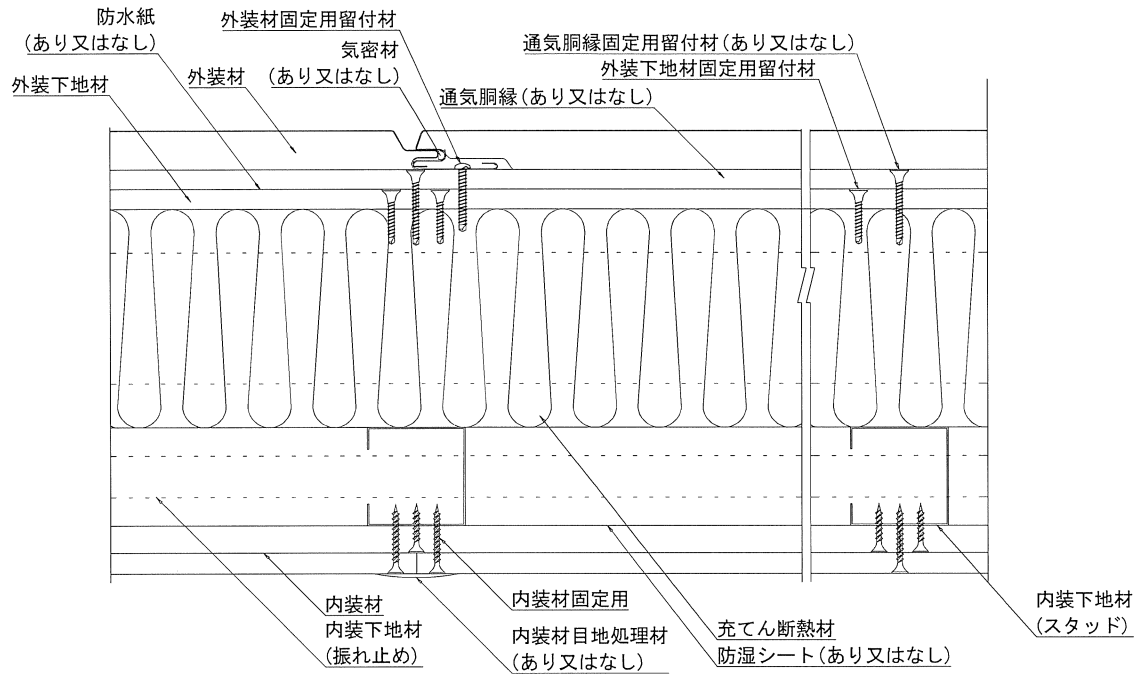 防水紙
(あり又はなし)
外装下地材
外装材
外装材固定用留付材
気密材
(あり又はなし)
通気胴縁固定用留付材(あり又はなし)
外装下地材固定用留付材
通気胴縁(あり又はなし)
内装材
内装下地材
(振れ止め)
内装材固定用
内装材目地処理材
(あり又はなし)
充てん断熱材
防湿シート(あり又はなし)
内装下地材
(スタッド)